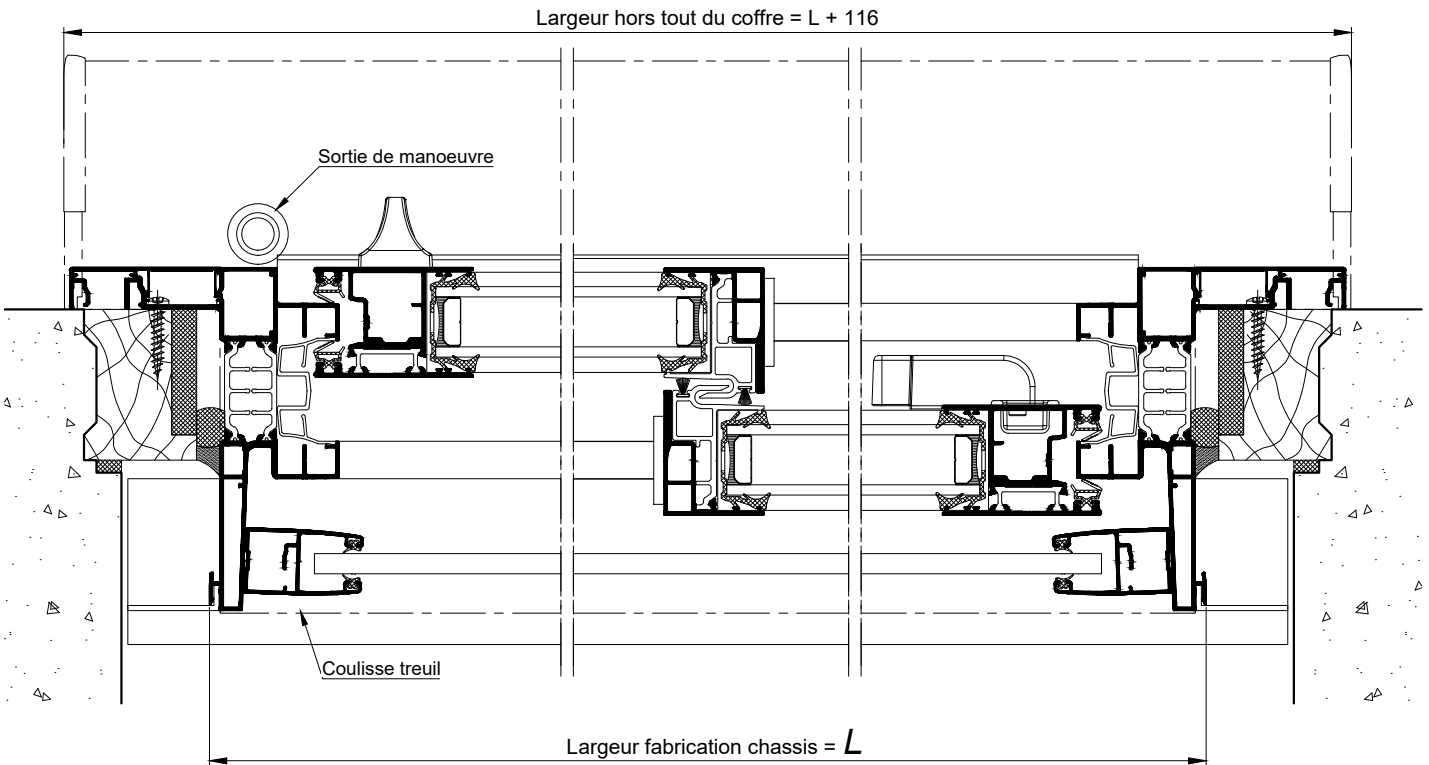 Largeur hors tout du coffre = L + 116
Sortie de manoeuvre
Coulisse treuil
Largeur fabrication chassis = L